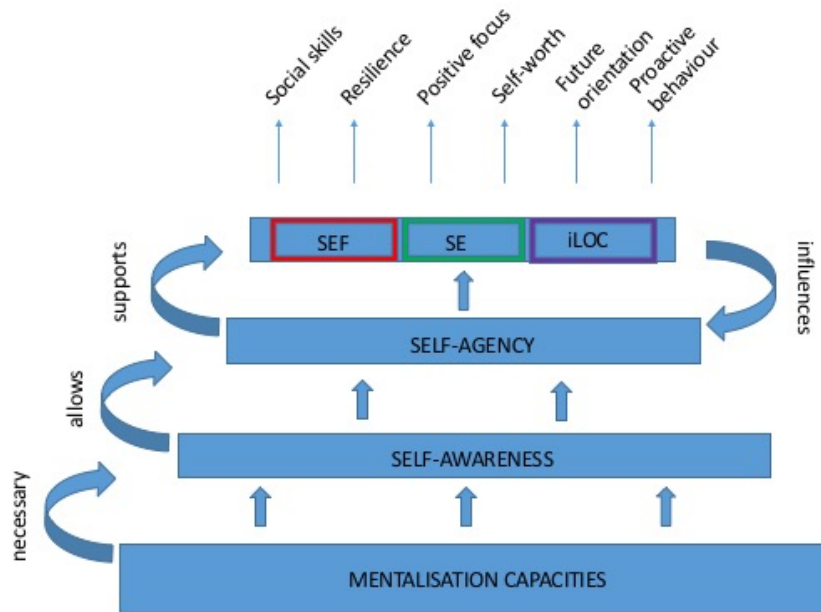 Social skills
Resilience
Positive focus
Self-worth
Future
orientation
Proactive
behaviour
SEF
SE
iLOC
supports
influences
SELF-AGENCY
allows
SELF-AWARENESS
necessary
MENTALISATION CAPACITIES